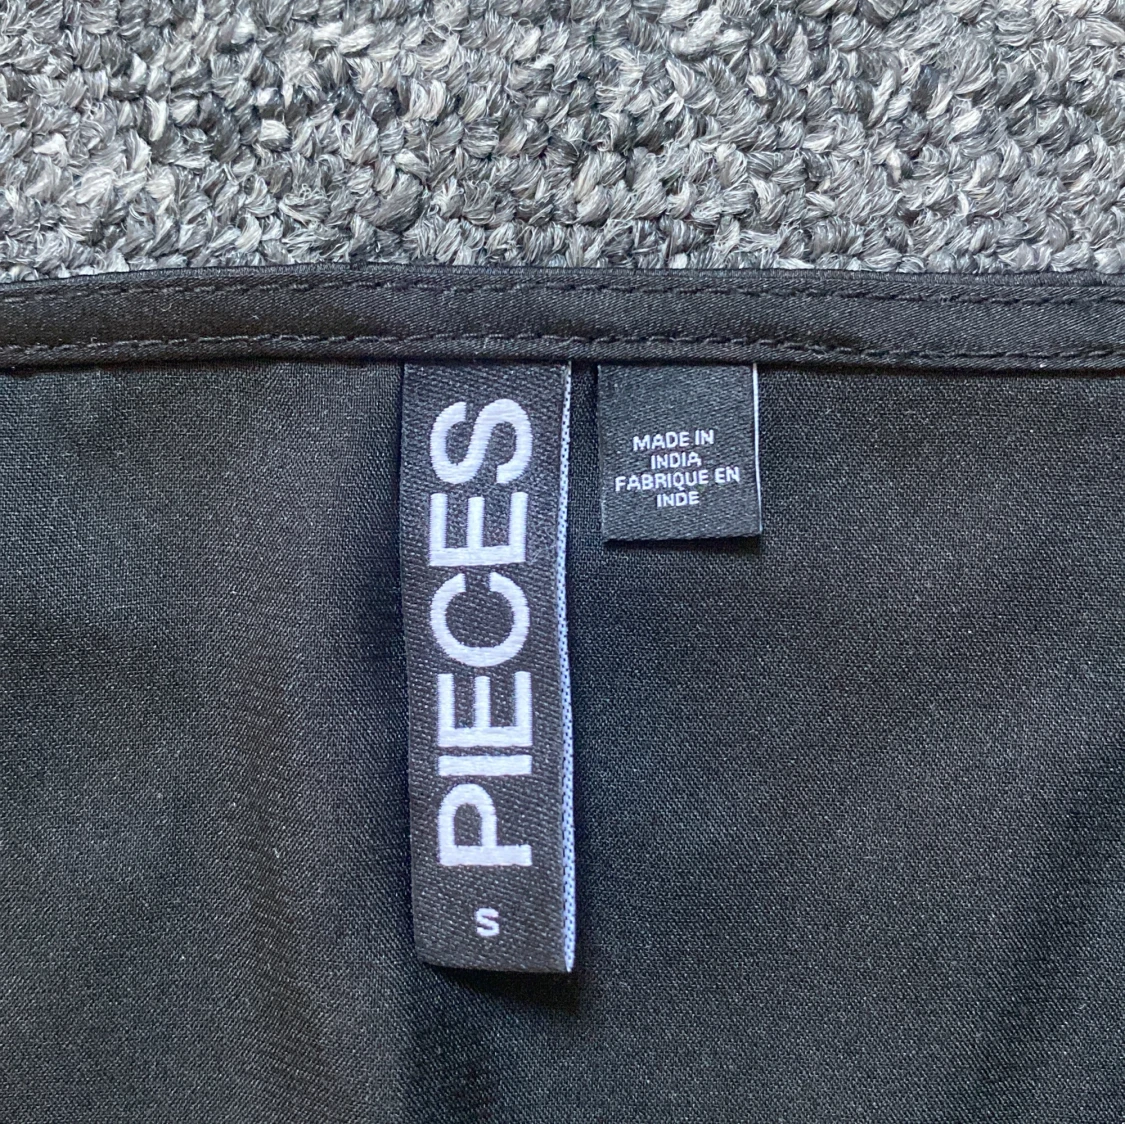 PIECES
S
MADE IN
INDIA
FABRIQUE EN
INDE